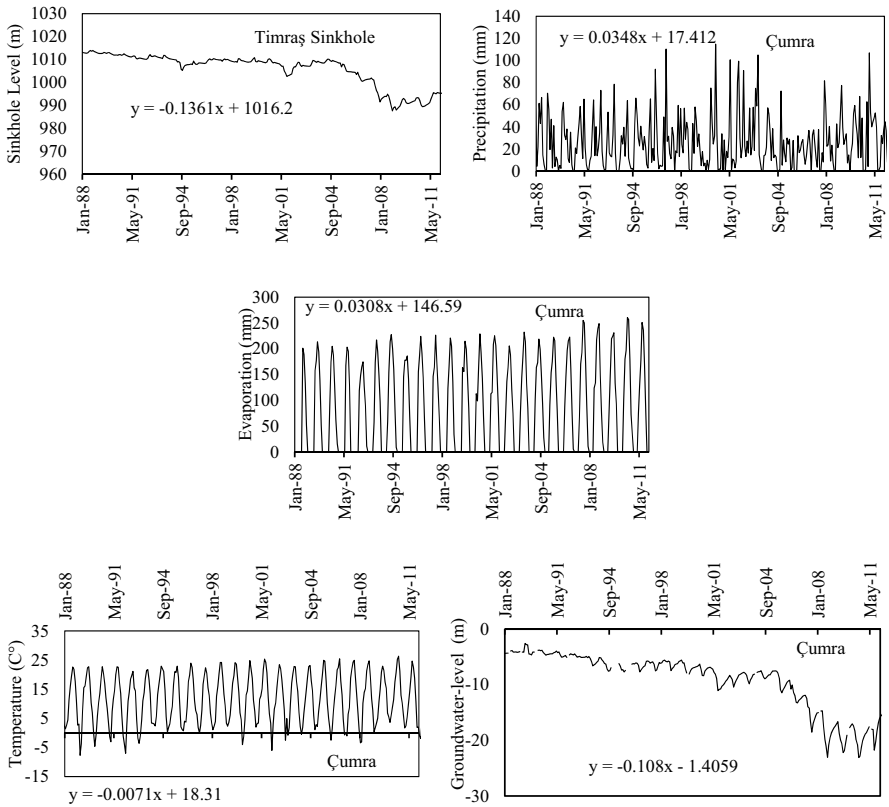 Timraş Sinkhole
Sinkhole Level (m)
1030
1020
1010
1000
990
980
970
960
y = -0.1361x + 1016.2
Jan-88
May-91
Sep-94
Jan-98
May-01
Sep-04
Jan-08
May-11
y = 0.0348x + 17.412
Çumra
Precipitation (mm)
140
120
100
80
60
40
20
0
Jan-88
May-91
Sep-94
Jan-98
May-01
Sep-04
Jan-08
May-11
y = 0.0308x + 146.59
Çumra
Evaporation (mm)
300
250
200
150
100
50
0
Jan-88
May-91
Sep-94
Jan-98
May-01
Sep-04
Jan-08
May-11
Jan-88
May-91
Sep-94
Jan-98
May-01
Sep-04
Jan-08
May-11
Temperature (C°)
35
25
15
5
-5
-15
Çumra
y = -0.0071x + 18.31
Jan-88
May-91
Sep-94
Jan-98
May-01
Sep-04
Jan-08
May-11
Groundwater-level (m)
0
-10
-20
-30
Çumra
y = -0.108x - 1.4059